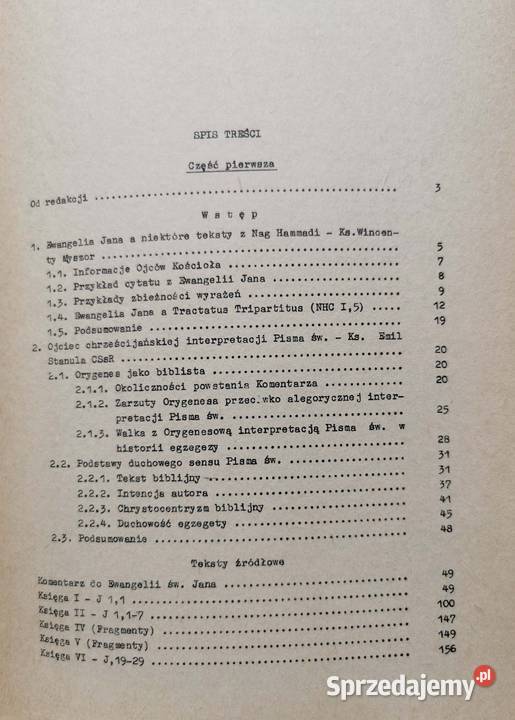 SPIS TREŚCI
Część pierwsza
Od redakcji ........ 3
Wstęp
1. Ewangelia Jana a niektóre teksty z Nag Hammadi - Ks.Wincen-
ty Myszor ........ 5
1.1. Informacje Ojców Kościoła ........ 7
1.2. Przykład cytatu z Ewangelii Jana ........ 8
1.3. Przykłady zbieżności wyrażeń ........ 9
1.4. Ewangelia Jana a Tractatus Tripartitus (NHC I,5) ........ 12
1.5. Podsumowanie ........ 19
2. Ojciec chrześcijańskiej interpretacji Pisma św. - Ks. Emil
Stanula CSsR ........ 20
2.1. Orygenes jako biblista ........ 20
2.1.1. Okoliczności powstania Komentarza ........ 20
2.1.2. Zarzuty Orygenesa przeciwko alegorycznej inter-
pretacji Pisma św. ........ 25
2.1.3. Walka z Orygenesową interpretacją Pisma św. w
historii egzegezy ........ 28
2.2. Podstawy duchowego sensu Pisma św. ........ 31
2.2.1. Tekst biblijny ........ 31
2.2.2. Intencja autora ........ 37
2.2.3. Chrystocentryzm biblijny ........ 41
2.2.4. Duchowość egzegety ........ 45
2.3. Podsumowanie ........ 48
Teksty źródłowe
Komentarz do Ewangelii św. Jana ........ 49
Księga I - J 1,1 ........ 49
Księga II - J 1,1-7 ........ 100
Księga IV (Fragmenty) ........ 147
Księga V (Fragmenty) ........ 149
Księga VI - J,19-29 ........ 156
Sprzedajemy.pl